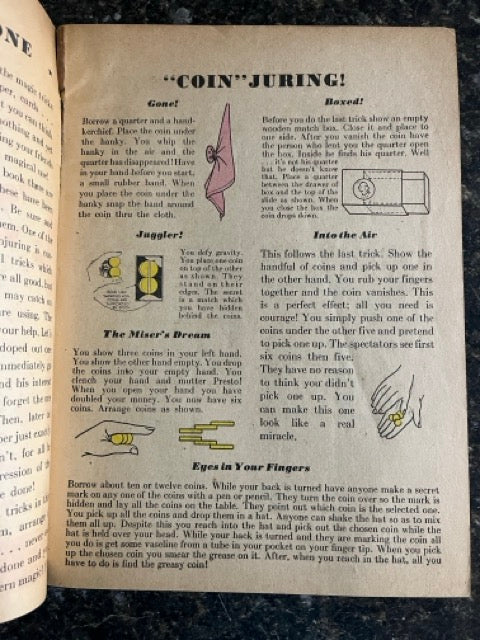 ONE
"COIN"JURING!
Gone!
Borrow a quarter and a hand-
kerchief. Place the coin under
the hanky. You whip the
hanky in the air and the
quarter has disappeared! Have
in your hand before you start,
a small rubber band. When
you place the coin under the
hanky snap the band around
the coin thru the cloth.
Boxed!
Before you do the last trick show an empty
wooden match box. Close it and place to
one side. After you vanish the coin have
the person who lent you the quarter open
the box. Inside he finds his quarter. Well
. . . it's not his quarter
but he doesn't know
that. Place a quarter
between the drawer of
box and the top of the
slide as shown. When
you close the box the
coin drops down.
Juggler!
You defy gravity.
You place one coin
on top of the other
as shown. They
stand on their
edges. The secret
is a match which
you have hidden
behind the coins.
The Miser's Dream
You show three coins in your left hand.
You show the other hand empty. You drop
the coins into your empty hand. You
clench your hand and mutter Presto!
When you open your hand you have
doubled your money. You now have six
coins. Arrange coins as shown.
Into the Air
This follows the last trick. Show the
handful of coins and pick up one in
the other hand. You rub your fingers
together and the coin vanishes. This
is a perfect effect; all you need is
courage! You simply push one of the
coins under the other five and pretend
to pick one up. The spectators see first
six coins then five.
They have no reason
to think you didn't
pick one up. You
can make this one
look like a real
miracle.
Eyes in Your Fingers
Borrow about ten or twelve coins. While your back is turned have anyone make a secret
mark on any one of the coins with a pen or pencil. They turn the coin over so the mark is
hidden and lay all the coins on the table. They point out which coin is the selected one.
You pick up all the coins and drop them in a hat. Anyone can shake the hat so as to mix
them all up. Despite this you reach into the hat and pick out the chosen coin while the
hat is held over your head. While your back is turned and they are marking the coin all
you do is get some vaseline from a tube in your pocket on your finger tip. When you pick
up the chosen coin you smear the grease on it. After, when you reach in the hat, all you
have to do is find the greasy coin!